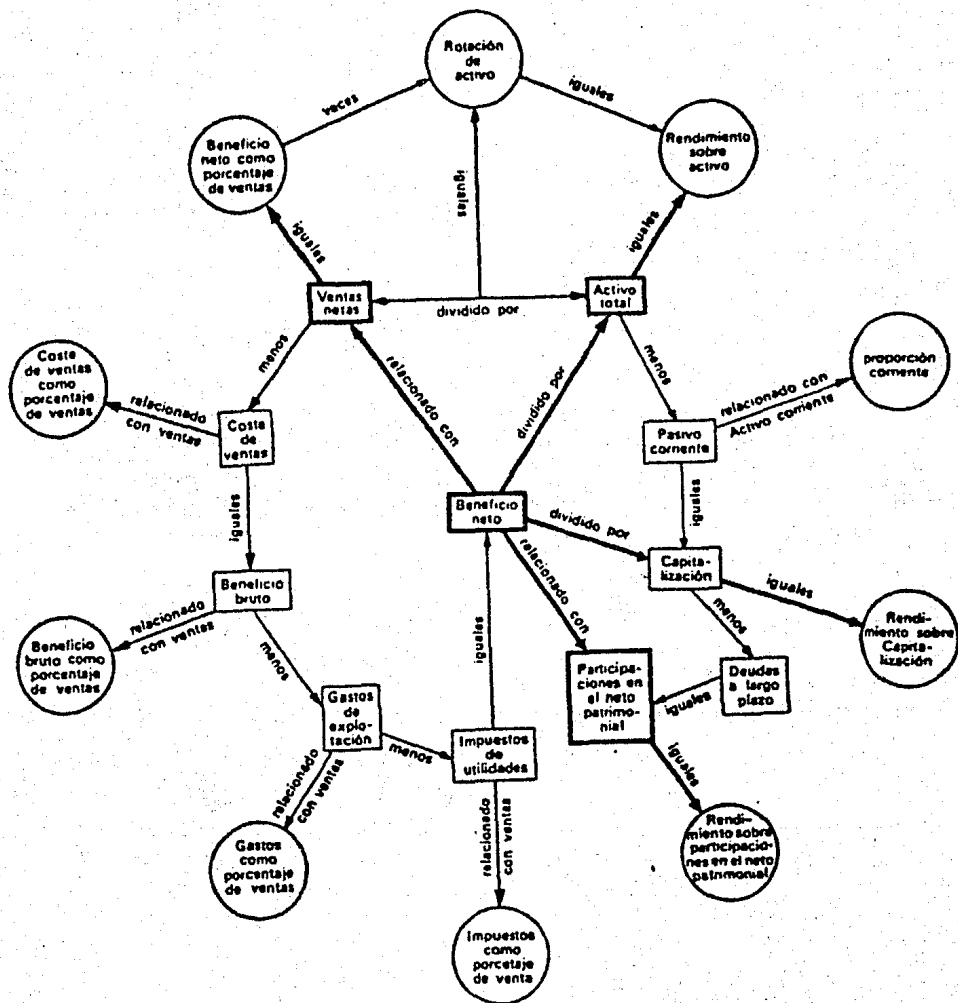 Rotación
de
activo
veces
iguales
Beneficio
neto como
porcentaje
de ventas
Rendimiento
sobre
activo
iguales
iguales
iguales
Ventas
netas
dividido por
Activo
total
menos
relacionado con
dividido por
menos
Coste
de ventas
como
porcentaje
de ventas
relacionado
con ventas
Coste
de
ventas
proporción
corriente
relacionado con
Activo corriente
Pasivo
corriente
iguales
iguales
Beneficio
neto
dividido por
Capita-
lización
iguales
Beneficio
bruto
relacionado
con ventas
Beneficio
bruto como
porcentaje
de ventas
menos
iguales
relacionado con
menos
Rendi-
miento sobre
Capita-
lización
Participa-
ciones en
el neto
patrimo-
nial
iguales
Deudas
a largo
plazo
Gastos
de
explo-
tación
menos
Impuestos
de
utilidades
iguales
relacionado
con ventas
relacionado
con ventas
Gastos
como
porcentaje
de ventas
Rendi-
miento sobre
participacio-
nes en el neto
patrimonial
Impuestos
como
porcetaje
de venta